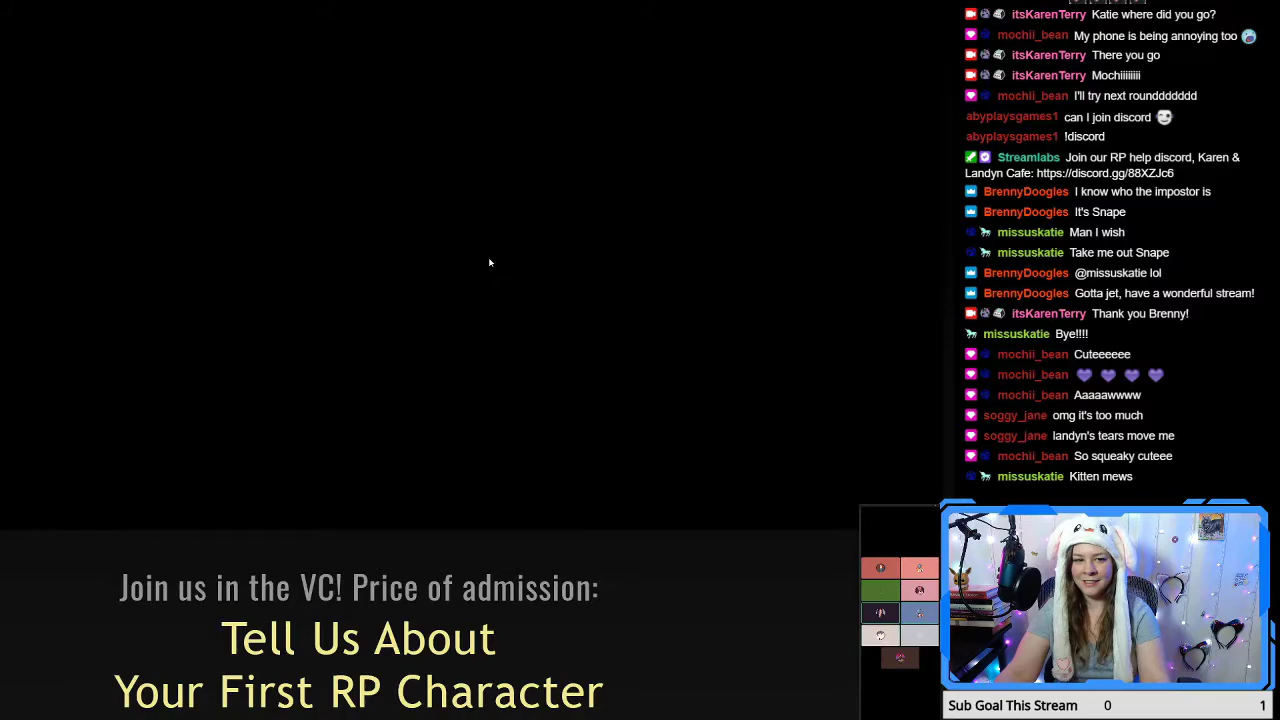 itsKarenTerry Katie where did you go?
mochii_bean My phone is being annoying too
itsKarenTerry There you go
itsKarenTerry Mochiiiiiiii
mochii_bean I'll try next rounddddddd
abyplaysgames1 can I join discord
abyplaysgames1 !discord
Streamlabs Join our RP help discord, Karen &
Landyn Cafe: https://discord.gg/88XZJc6
BrennyDoogles I know who the impostor is
BrennyDoogles It's Snape
missuskatie Man I wish
missuskatie Take me out Snape
BrennyDoogles @missuskatie lol
BrennyDoogles Gotta jet, have a wonderful stream!
itsKarenTerry Thank you Brenny!
missuskatie Bye!!!!
mochii_bean Cuteeeeee
mochii_bean
mochii_bean Aaaaawwww
soggy_jane omg it's too much
soggy_jane landyn's tears move me
mochii_bean So squeaky cuteee
missuskatie Kitten mews
Join us in the VC! Price of admission:
Tell Us About
Your First RP Character
Sub Goal This Stream 0 1